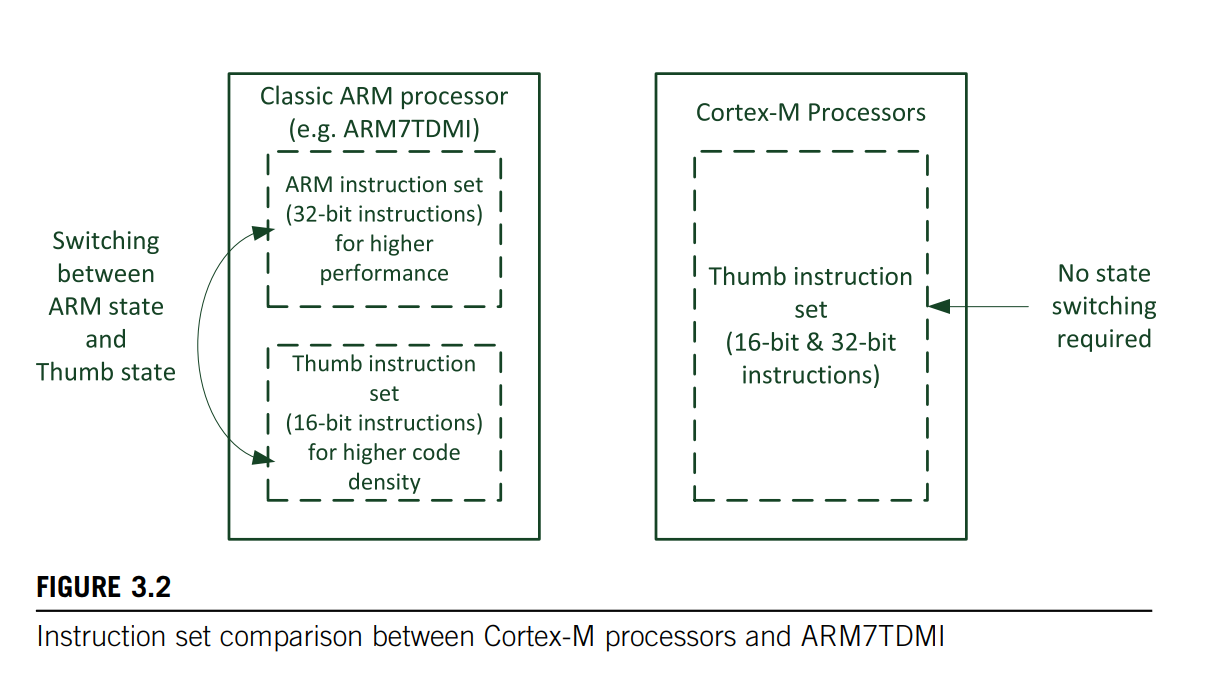 Classic ARM processor
(e.g. ARM7TDMI)
ARM instruction set
(32-bit instructions)
for higher
performance
Thumb instruction
set
(16-bit instructions)
for higher code
density
Switching
between
ARM state
and
Thumb state
Cortex-M Processors
Thumb instruction
set
(16-bit & 32-bit
instructions)
No state
switching
required
FIGURE 3.2
Instruction set comparison between Cortex-M processors and ARM7TDMI